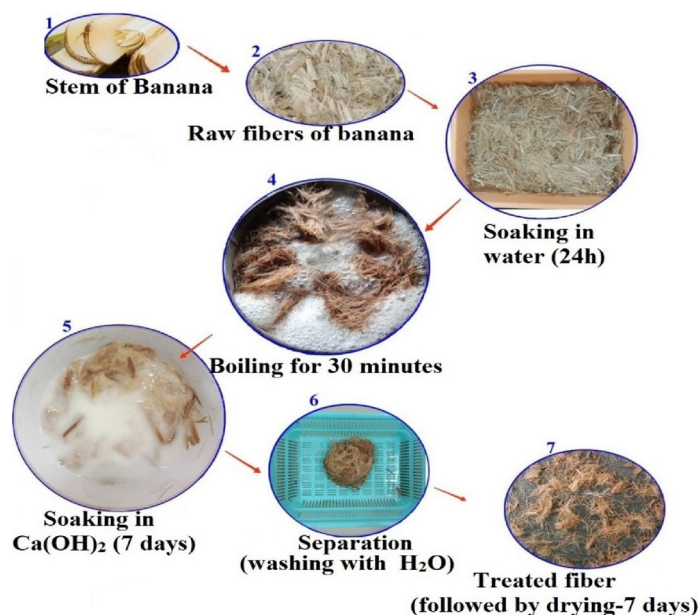 1
Stem of Banana
2
Raw fibers of banana
3
Soaking in
water (24h)
4
Boiling for 30 minutes
5
Soaking in
Ca(OH)₂ (7 days)
6
Separation
(washing with H₂O)
7
Treated fiber
(followed by drying-7 days)